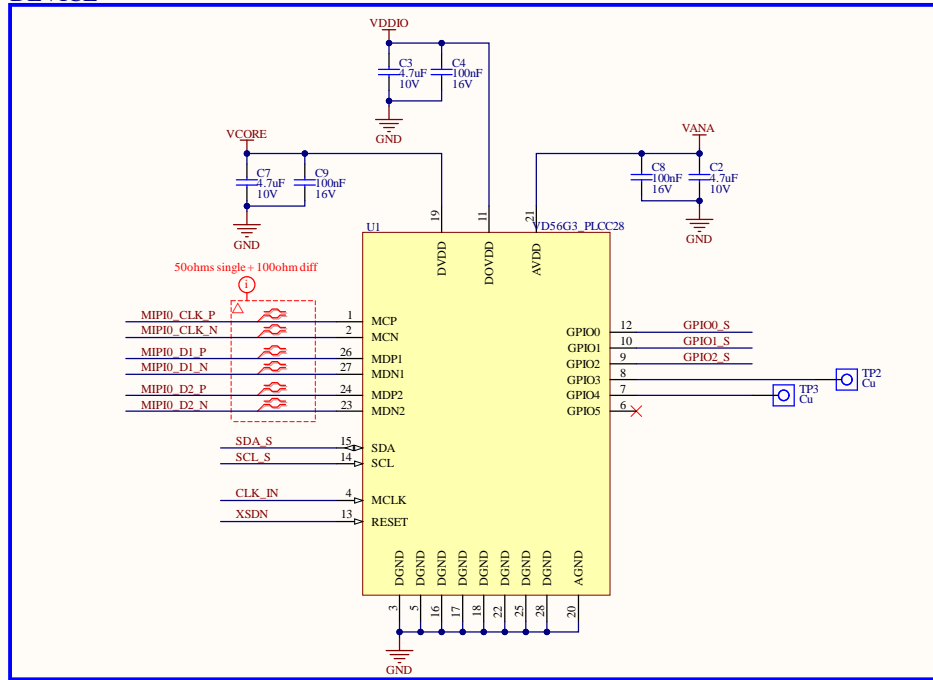 VDDIO
C3
4.7uF
10V
C4
100nF
16V
GND
VCORE
C7
4.7uF
10V
C9
100nF
16V
GND
VANA
C8
100nF
16V
C2
4.7uF
10V
GND
19
11
21
U1
VD56G3_PLCC28
DVDD
DOVDD
AVDD
50ohms single + 100ohm diff
i
MIPI0_CLK_P 1 MCP
MIPI0_CLK_N 2 MCN
MIPI0_D1_P 26 MDP1
MIPI0_D1_N 27 MDN1
MIPI0_D2_P 24 MDP2
MIPI0_D2_N 23 MDN2
SDA_S 15 SDA
SCL_S 14 SCL
CLK_IN 4 MCLK
XSDN 13 RESET
GPIO0 12 GPIO0_S
GPIO1 10 GPIO1_S
GPIO2 9 GPIO2_S
GPIO3 8
GPIO4 7
GPIO5 6
TP2
Cu
TP3
Cu
DGND
DGND
DGND
DGND
DGND
DGND
DGND
DGND
AGND
3
5
16
17
18
22
25
28
20
GND